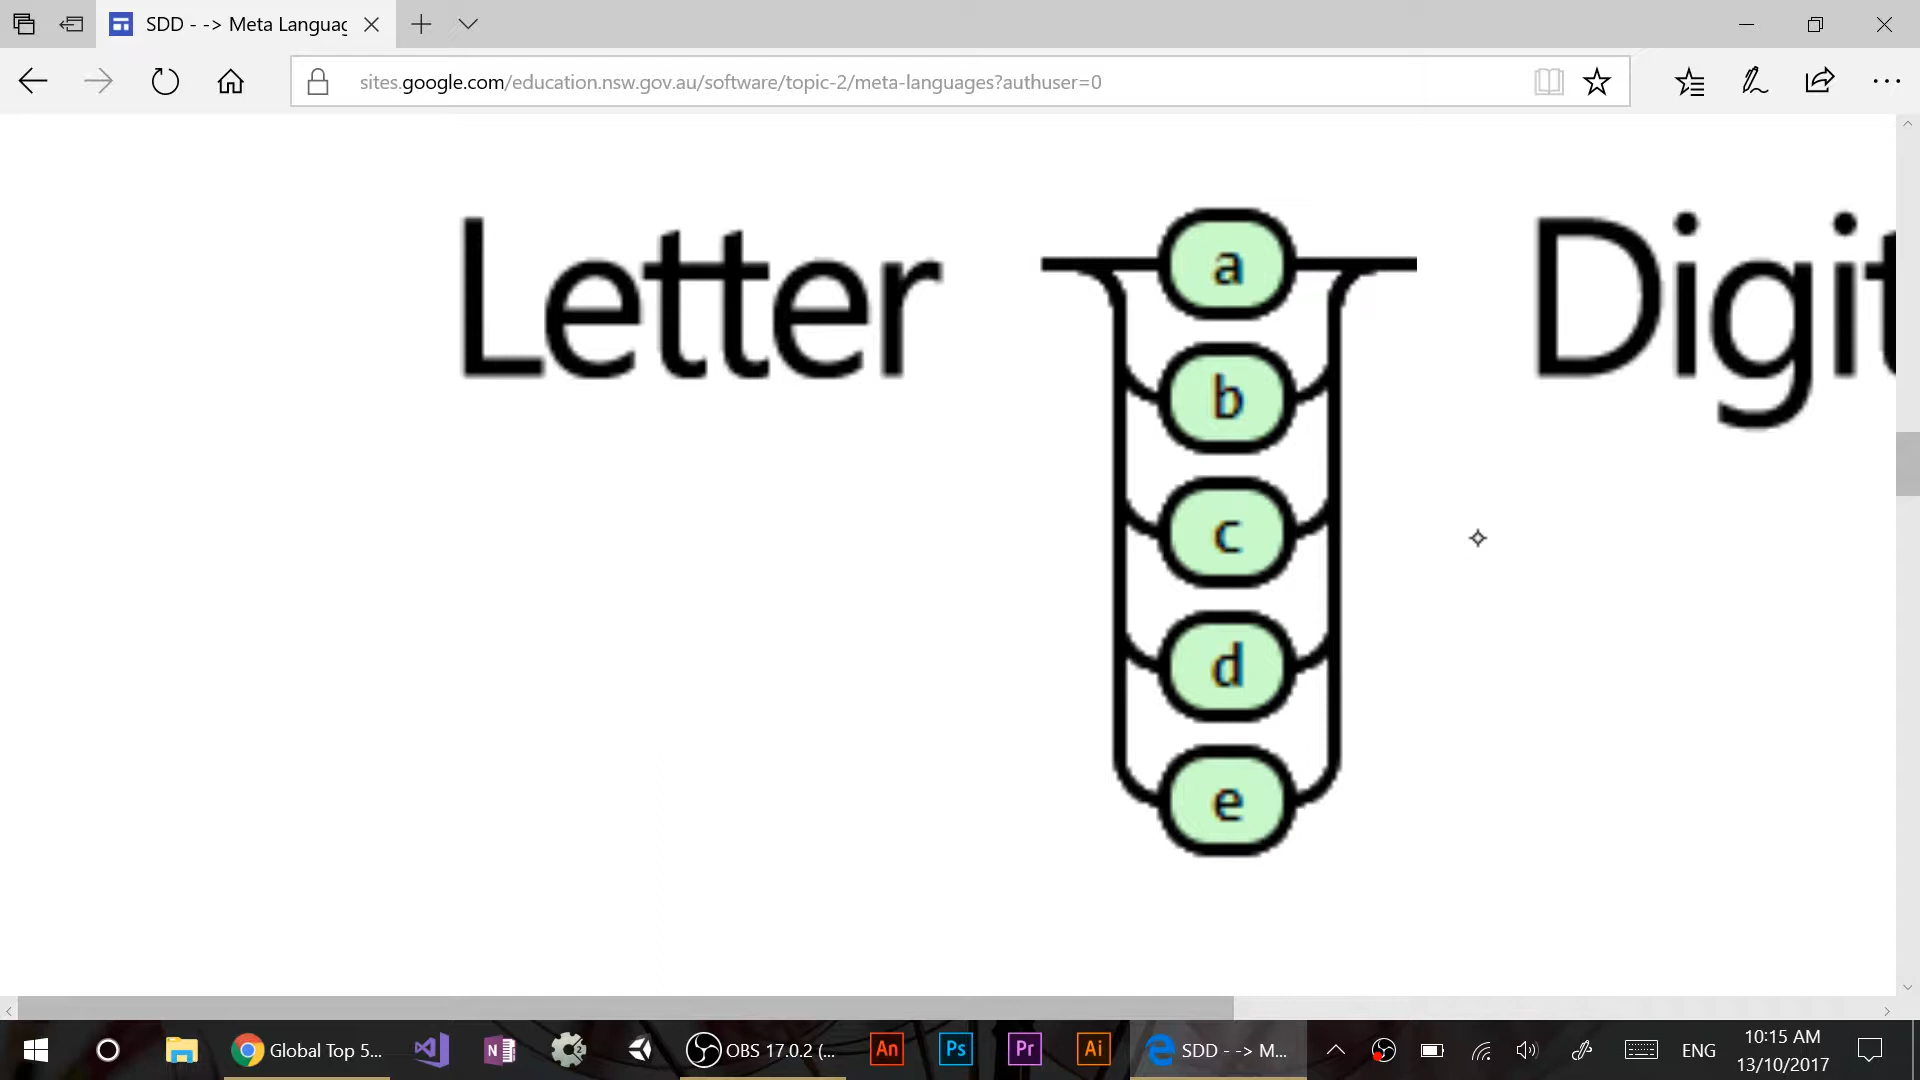 SDD - -> Meta Languag
sites.google.com/education.nsw.gov.au/software/topic-2/meta-languages?authuser=0
Letter
a
b
c
d
e
Digit
Global Top 5...
OBS 17.0.2 (...
An
Ps
Pr
Ai
SDD - -> M...
ENG
10:15 AM
13/10/2017